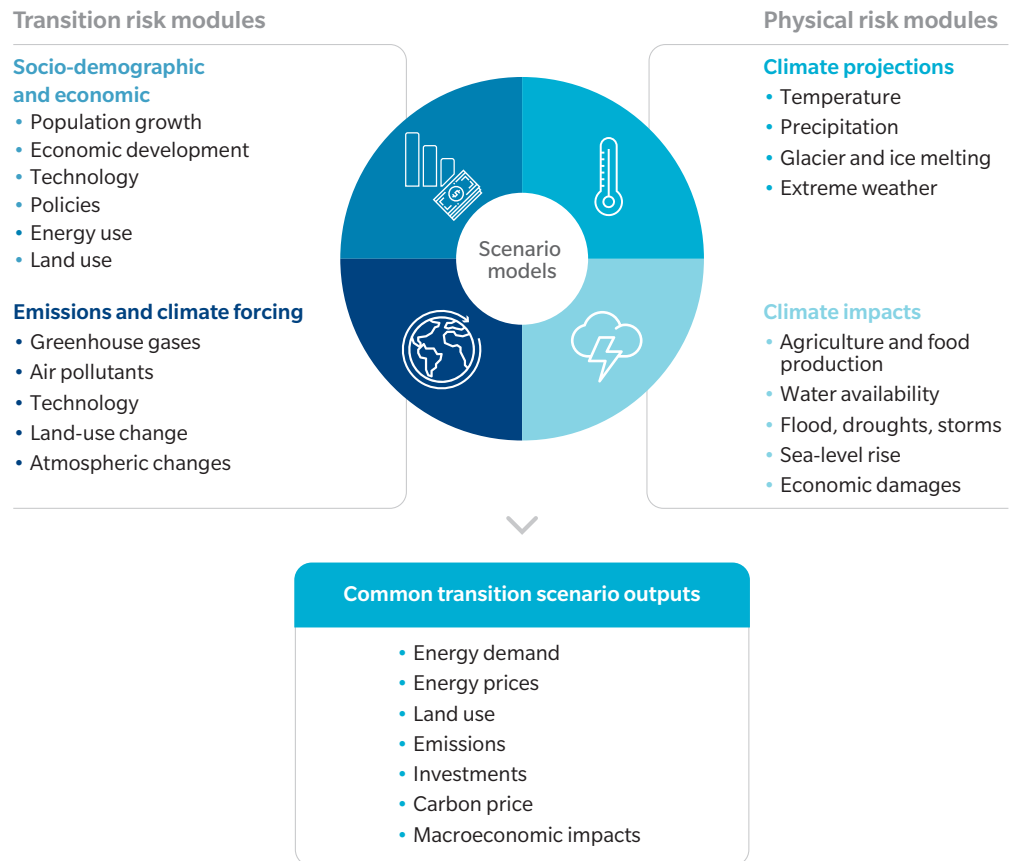 Transition risk modules
Socio-demographic
and economic
• Population growth
• Economic development
• Technology
• Policies
• Energy use
• Land use
Emissions and climate forcing
• Greenhouse gases
• Air pollutants
• Technology
• Land-use change
• Atmospheric changes
$
Scenario
models
Physical risk modules
Climate projections
• Temperature
• Precipitation
• Glacier and ice melting
• Extreme weather
Climate impacts
• Agriculture and food
production
• Water availability
• Flood, droughts, storms
• Sea-level rise
• Economic damages
Common transition scenario outputs
• Energy demand
• Energy prices
• Land use
• Emissions
• Investments
• Carbon price
• Macroeconomic impacts